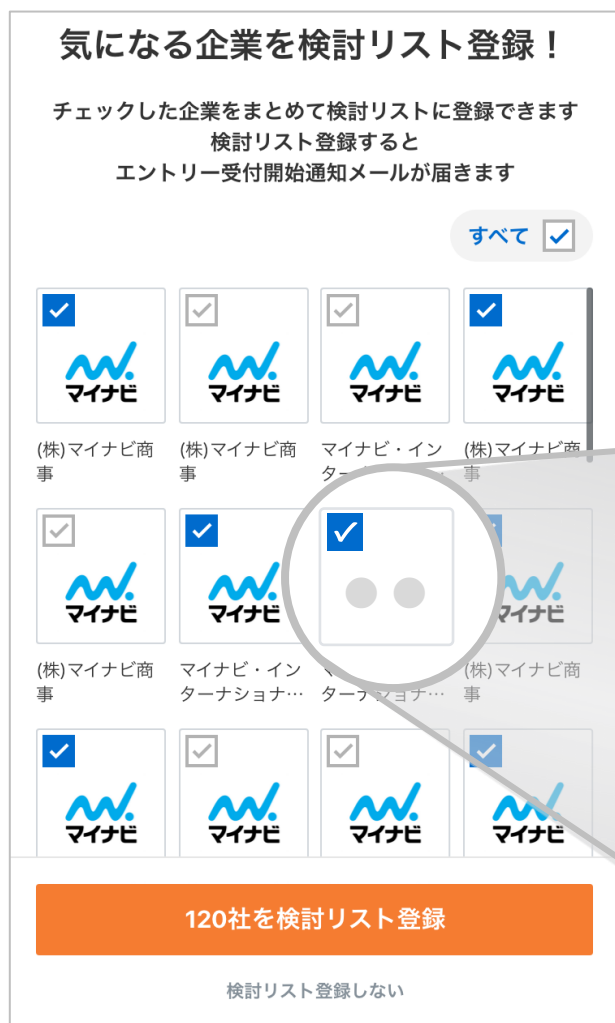 気になる企業を検討リスト登録！
チェックした企業をまとめて検討リストに登録できます
検討リスト登録すると
エントリー受付開始通知メールが届きます
すべて
マイナビ
マイナビ
マイナビ
マイナビ
(株)マイナビ商
事
(株)マイナビ商
事
マイナビ・イン
(株)マイナビ商
事
マイナビ
マイナビ
マイナビ
(株)マイナビ商
事
マイナビ・イン
ターナショナ…
ターナショナ…
(株)マイナビ商
事
マイナビ
マイナビ
マイナビ
マイナビ
120社を検討リスト登録
検討リスト登録しない